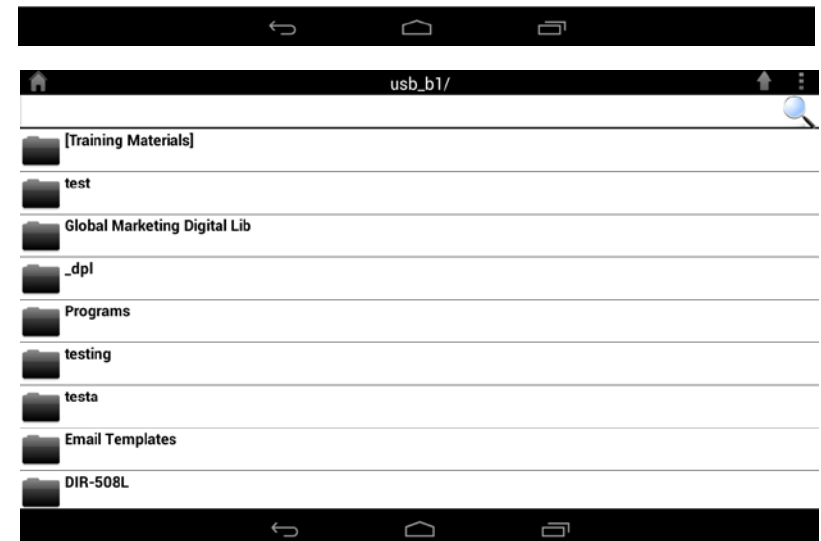 usb_b1/
[Training Materials]
test
Global Marketing Digital Lib
_dpl
Programs
testing
testa
Email Templates
DIR-508L